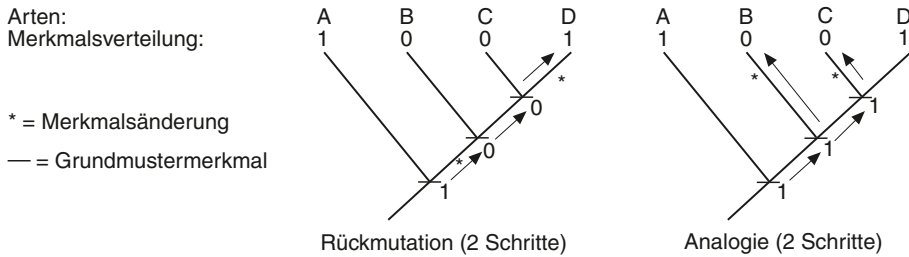 Arten: A B C D A B C D
Merkmalsverteilung: 1 0 0 1 1 0 0 1
*
* *
0 1
* = Merkmalsänderung
0 1
*
— = Grundmustermerkmal
1 1
Rückmutation (2 Schritte) Analogie (2 Schritte)